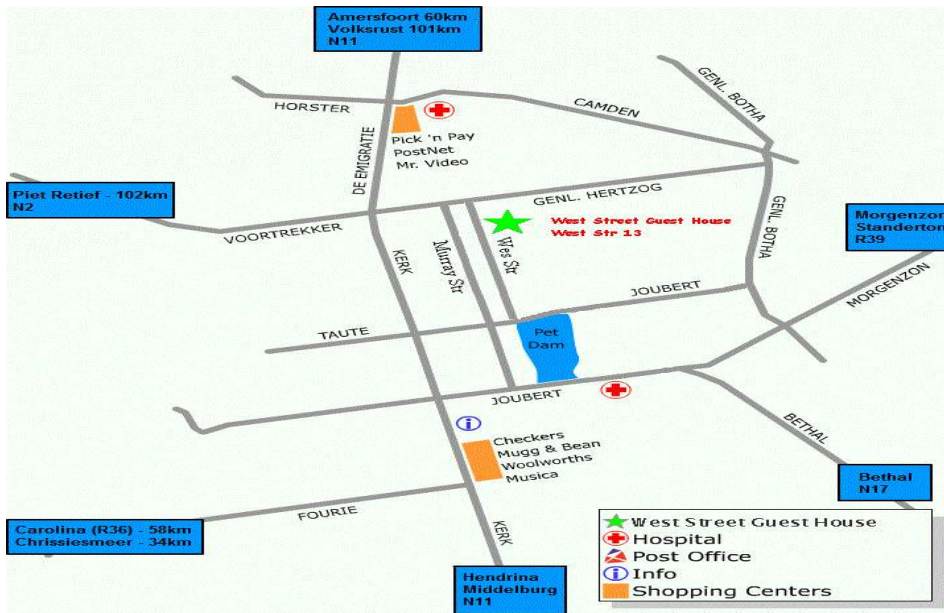 Amersfoort 60km
Volksrust 101km
N11
HORSTER
CAMDEN
GENL. BOTHA
DE EMIGRATIE
Pick 'n Pay
PostNet
Mr. Video
Piet Retief - 102km
N2
VOORTREKKER
GENL. HERTZOG
West Street Guest House
West Str 13
GENL. BOTHA
Morgenzon
Standerton
R39
KERK
Murray Str
Wes Str
MORGENZON
JOUBERT
TAUTE
Pet
Dam
JOUBERT
Checkers
Mugg & Bean
Woolworths
Musica
BETHAL
Bethal
N17
FOURIE
Carolina (R36) - 58km
Chrissiesmeer - 34km
KERK
Hendrina
Middelburg
N11
West Street Guest House
Hospital
Post Office
i Info
Shopping Centers